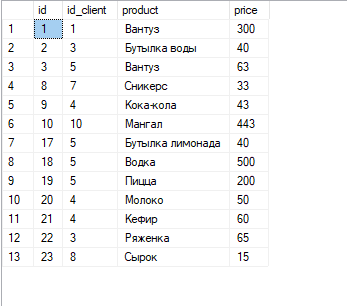 id id_client product price
1 1 1 Вантуз 300
2 2 3 Бутылка воды 40
3 3 5 Вантуз 63
4 8 7 Сникерс 33
5 9 4 Кока-кола 43
6 10 10 Мангал 443
7 17 5 Бутылка лимонада 40
8 18 5 Водка 500
9 19 5 Пицца 200
10 20 4 Молоко 50
11 21 4 Кефир 60
12 22 3 Ряженка 65
13 23 8 Сырок 15